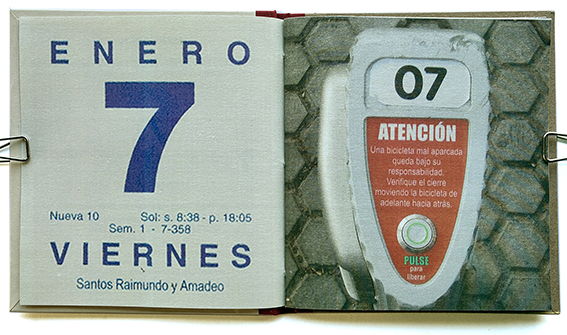 ENERO
7
Nueva 10 Sol: s. 8:38 - p. 18:05
Sem. 1 - 7-358
VIERNES
Santos Raimundo y Amadeo
07
ATENCIÓN
Una bicicleta mal aparcada
queda bajo su
responsabilidad.
Verifique el cierre
moviendo la bicicleta de
adelante hacia atrás.
PULSE
para
liberar